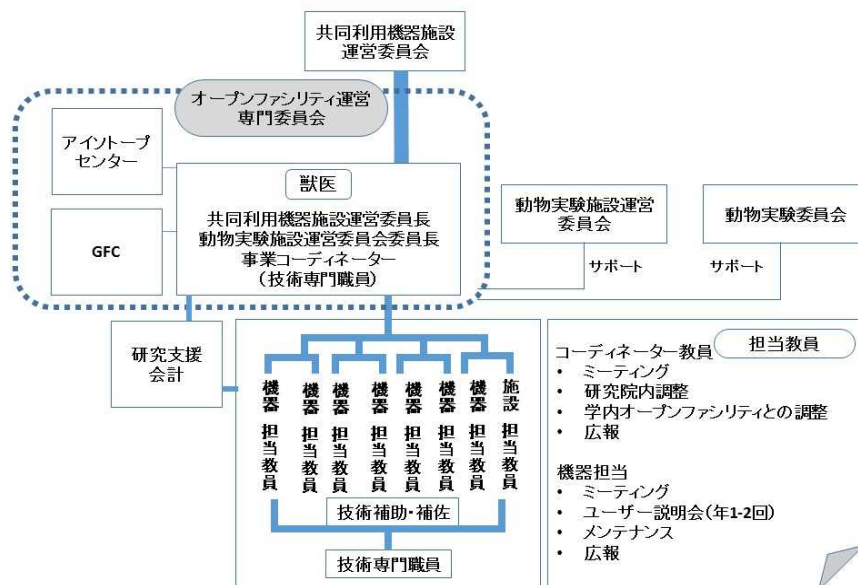 共同利用機器施設
運営委員会
オープンファシリティ運営
専門委員会
アイソトープ
センター
GFC
獣医
共同利用機器施設運営委員長
動物実験施設運営委員会委員長
事業コーディネーター
（技術専門職員）
動物実験施設運営
委員会
動物実験委員会
サポート
サポート
研究支援
会計
機器 担当教員
機器 担当教員
機器 担当教員
機器 担当教員
機器 担当教員
機器 担当教員
機器 担当教員
施設 担当教員
技術補助・補佐
技術専門職員
担当教員
コーディネーター教員
• ミーティング
• 研究院内調整
• 学内オープンファシリティとの調整
• 広報
機器担当
• ミーティング
• ユーザー説明会（年1-2回）
• メンテナンス
• 広報